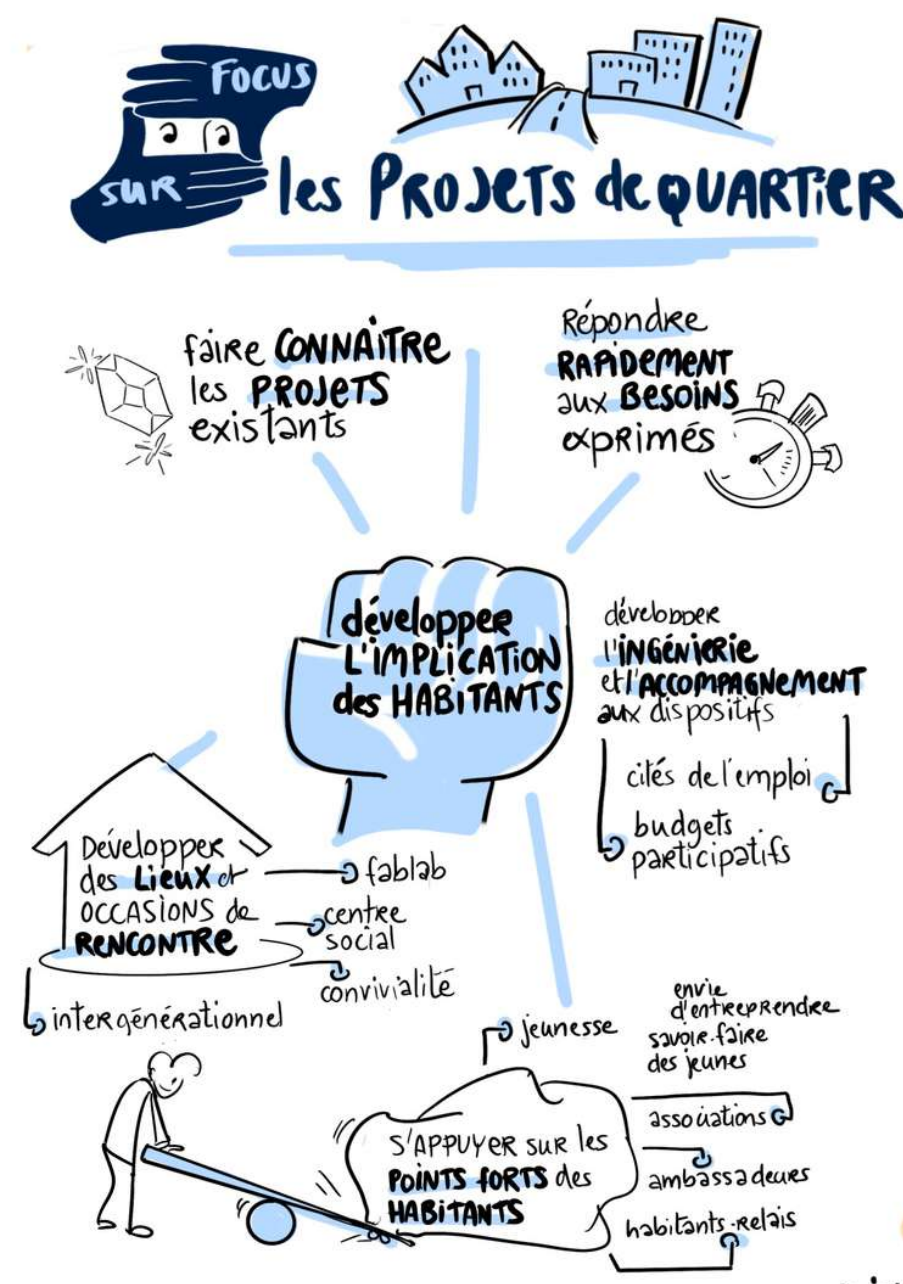 FOCUS
SUR
les PROJETS de QUARTIER
faire CONNAITRE
les PROJETS
existants
Répondre
RAPIDEMENT
aux BESOINS
exprimés
développer
L'IMPLICATION
des HABITANTS
développer
l'INGÉNIERIE
et l'ACCOMPAGNEMENT
aux dispositifs
cités de l'emploi
budgets
participatifs
Développer
des LIEUX et
OCCASIONS de
RENCONTRE
fablab
centre
social
convivialité
intergénérationnel
jeunesse
envie
d'entreprendre
savoir-faire
des jeunes
S'APPUYER SUR les
POINTS FORTS des
HABITANTS
associations
ambassadeurs
habitants-relais